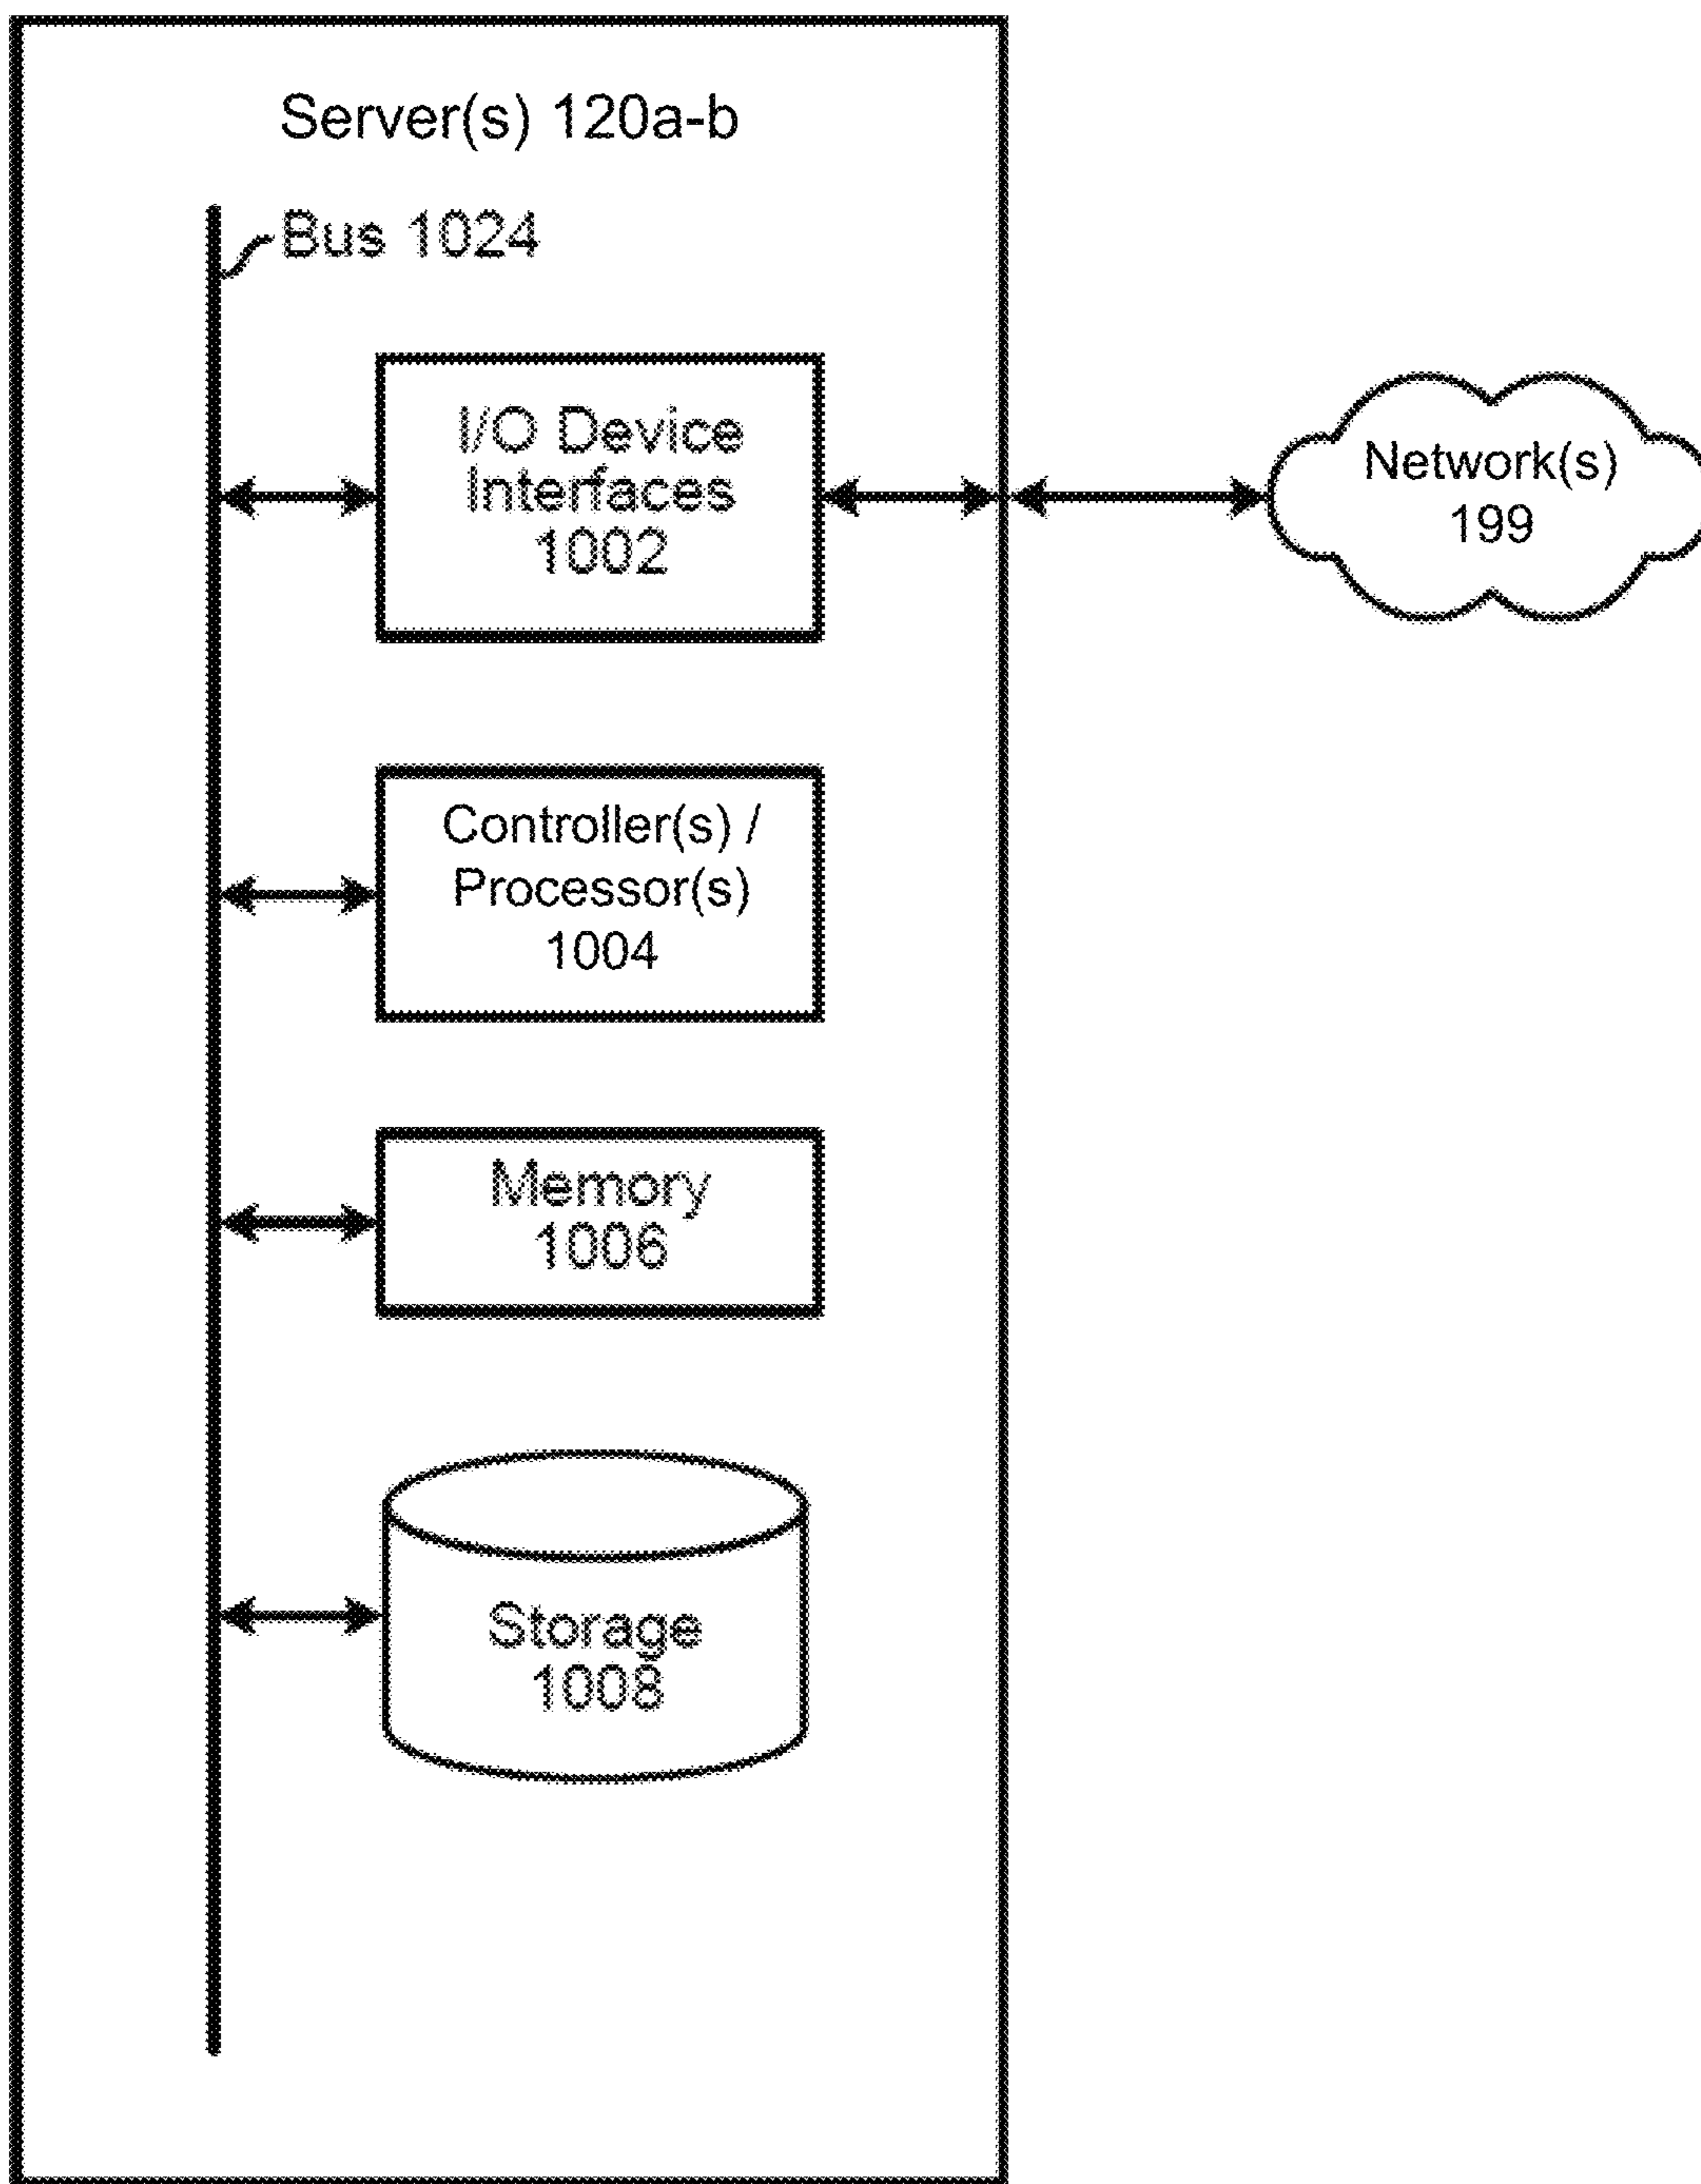 Server(s) 120a-b
Bus 1024
I/O Device
Interfaces
1002
Network(s)
199
Controller(s) /
Processor(s)
1004
Memory
1006
Storage
1008